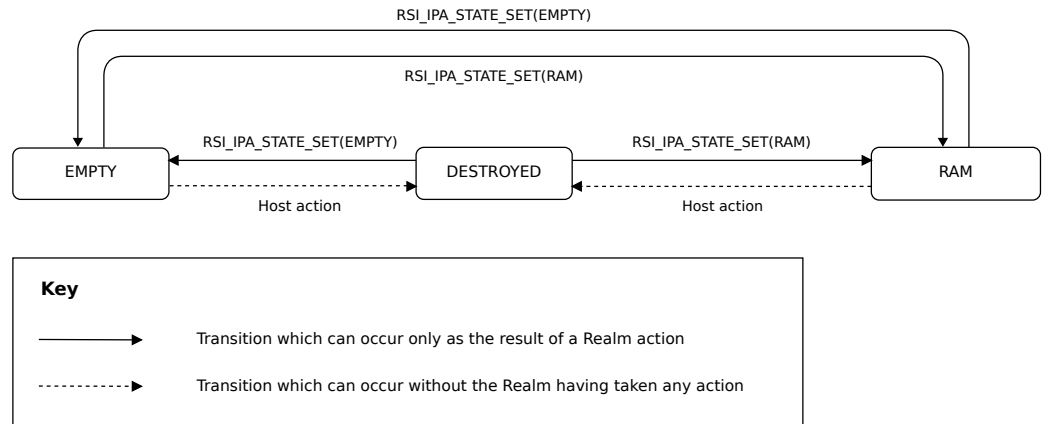 RSI_IPA_STATE_SET(EMPTY)
RSI_IPA_STATE_SET(RAM)
RSI_IPA_STATE_SET(EMPTY)
RSI_IPA_STATE_SET(RAM)
EMPTY
DESTROYED
RAM
Host action
Host action
Key
Transition which can occur only as the result of a Realm action
Transition which can occur without the Realm having taken any action